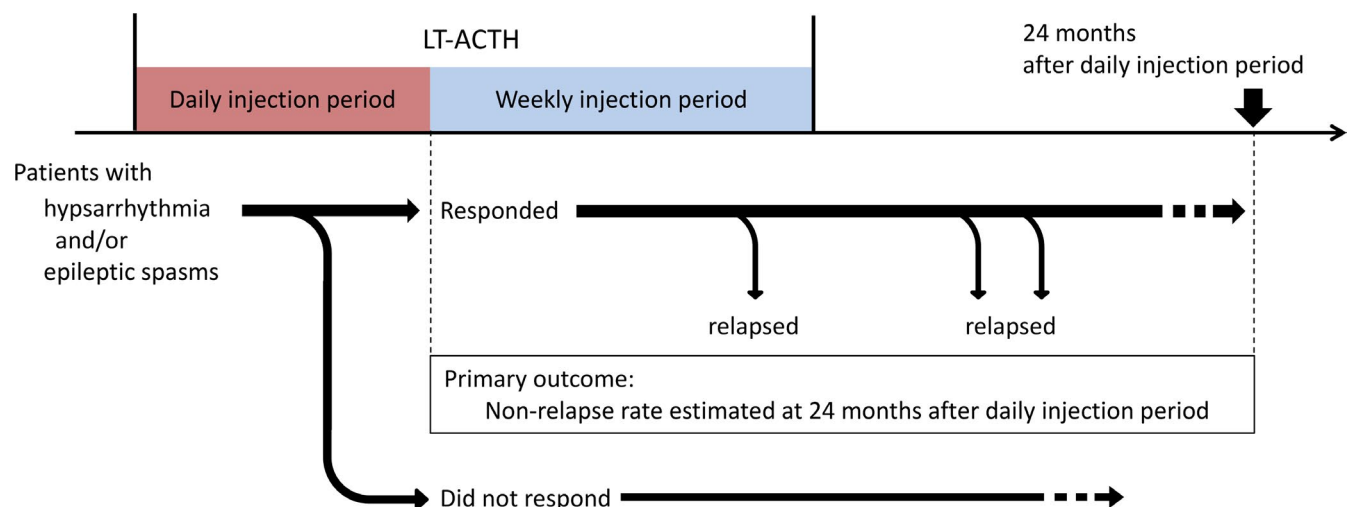 LT-ACTH
Daily injection period
Weekly injection period
24 months
after daily injection period
Patients with
hypsarrhythmia
and/or
epileptic spasms
Responded
relapsed
relapsed
Primary outcome:
Non-relapse rate estimated at 24 months after daily injection period
Did not respond